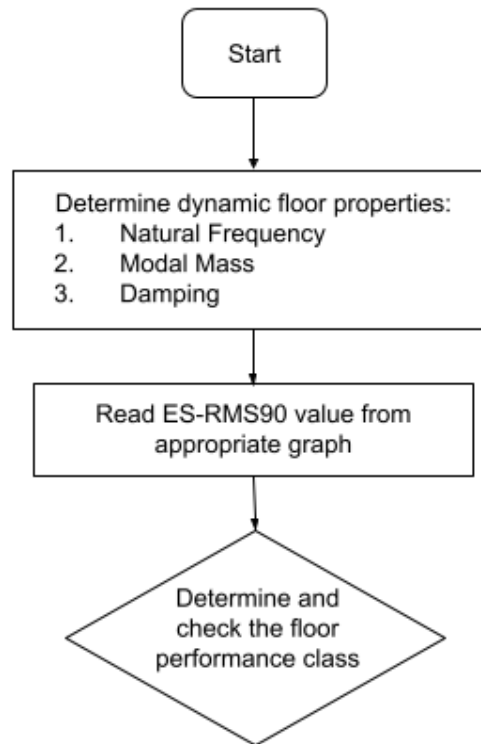 Start
Determine dynamic floor properties:
1. Natural Frequency
2. Modal Mass
3. Damping
Read ES-RMS90 value from
appropriate graph
Determine and
check the floor
performance class